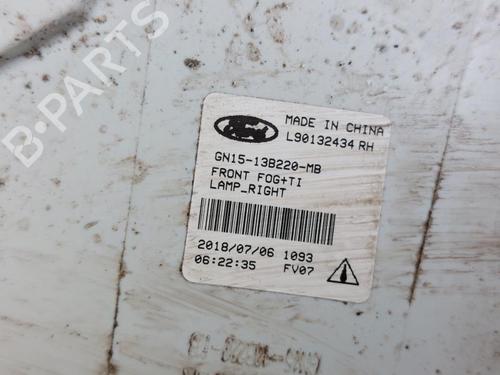 B-PARTS
MADE IN CHINA
L90132434 RH
GN15-13B220-MB
FRONT FOG+TI
LAMP_RIGHT
2018/07/06 1093
06:22:35 FV07